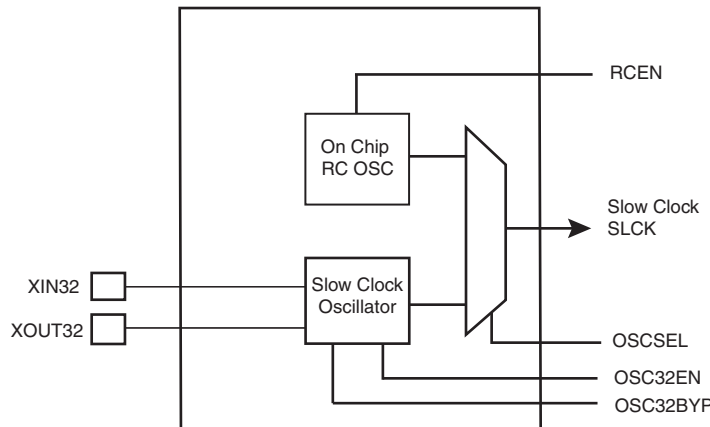 RCEN
On Chip
RC OSC
Slow Clock
SLCK
XIN32
Slow Clock
Oscillator
XOUT32
OSCSEL
OSC32EN
OSC32BYP